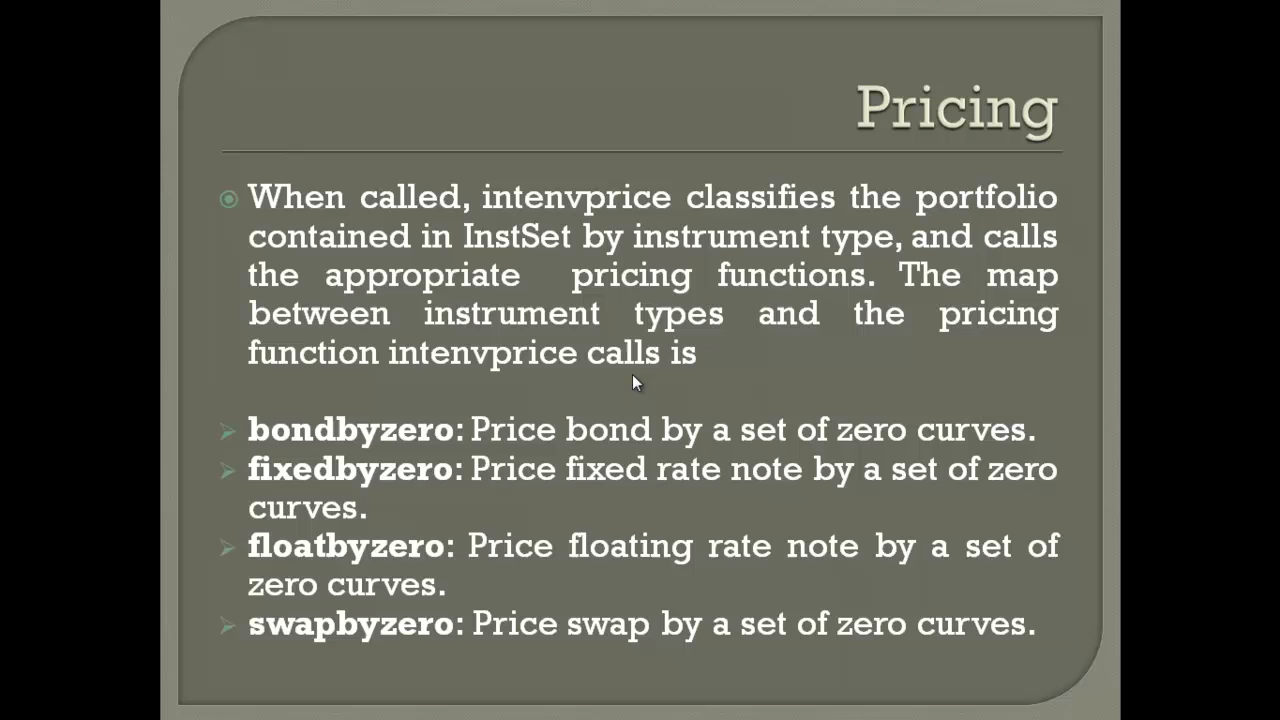 Pricing
When called, intenvprice classifies the portfolio
contained in InstSet by instrument type, and calls
the appropriate pricing functions. The map
between instrument types and the pricing
function intenvprice calls is
bondbyzero: Price bond by a set of zero curves.
fixedbyzero: Price fixed rate note by a set of zero
curves.
floatbyzero: Price floating rate note by a set of
zero curves.
swapbyzero: Price swap by a set of zero curves.